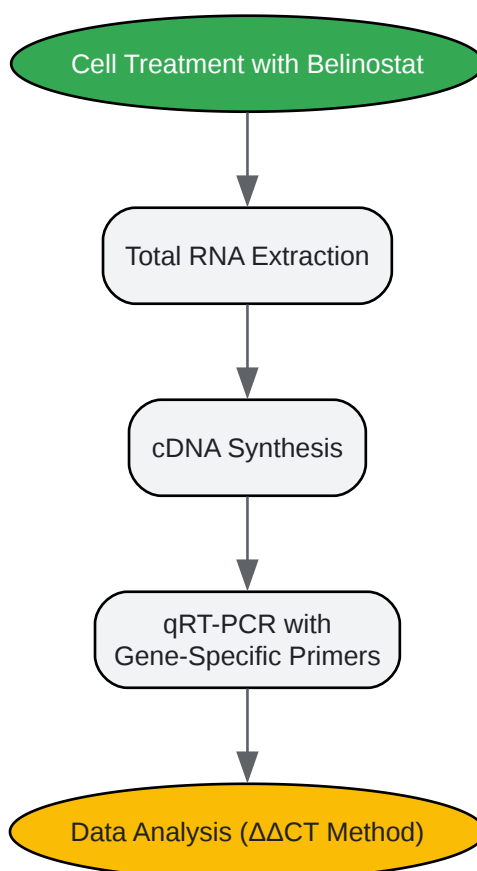 Cell Treatment with Belinostat
Total RNA Extraction
cDNA Synthesis
qRT-PCR with
Gene-Specific Primers
Data Analysis (ΔΔCT Method)